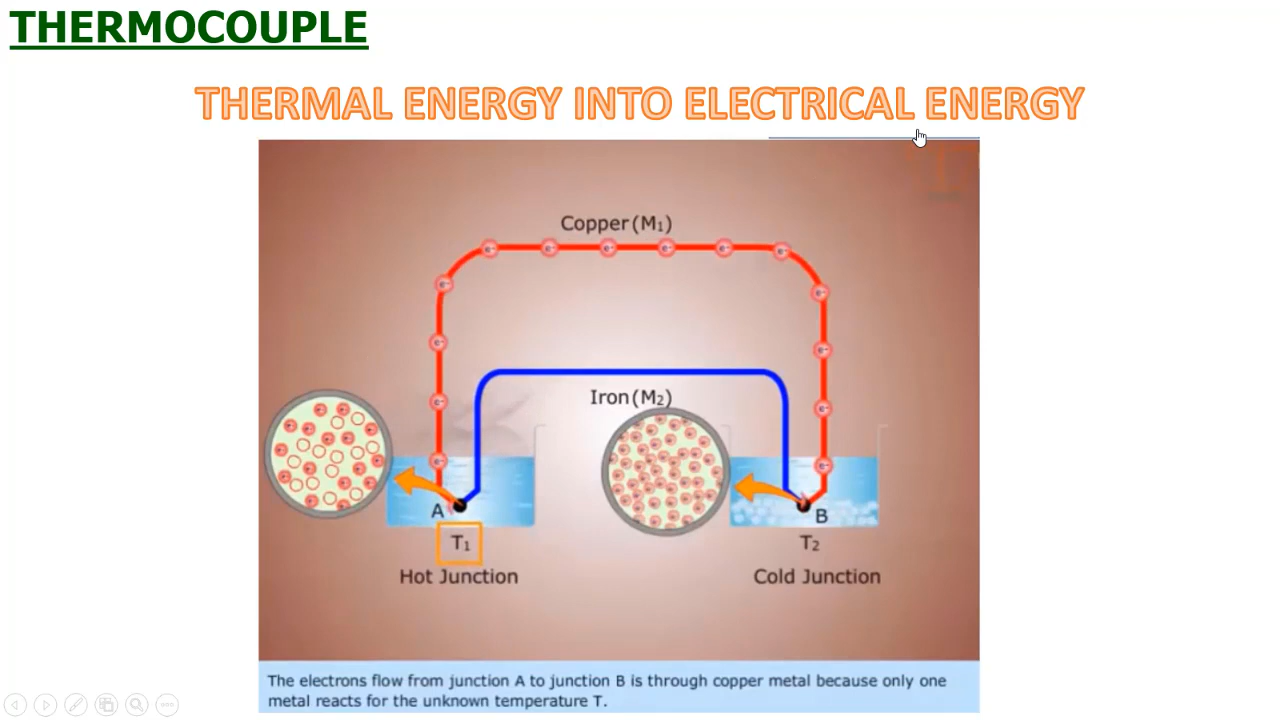 THERMOCOUPLE
THERMAL ENERGY INTO ELECTRICAL ENERGY
Copper(M₁)
e⁻ e⁻ e⁻ e⁻ e⁻ e⁻
e⁻ e⁻
e⁻ e⁻
e⁻ e⁻
Iron(M₂)
e⁻ e⁻
A B
T₁ T₂
Hot Junction Cold Junction
The electrons flow from junction A to junction B is through copper metal because only one
metal reacts for the unknown temperature T.